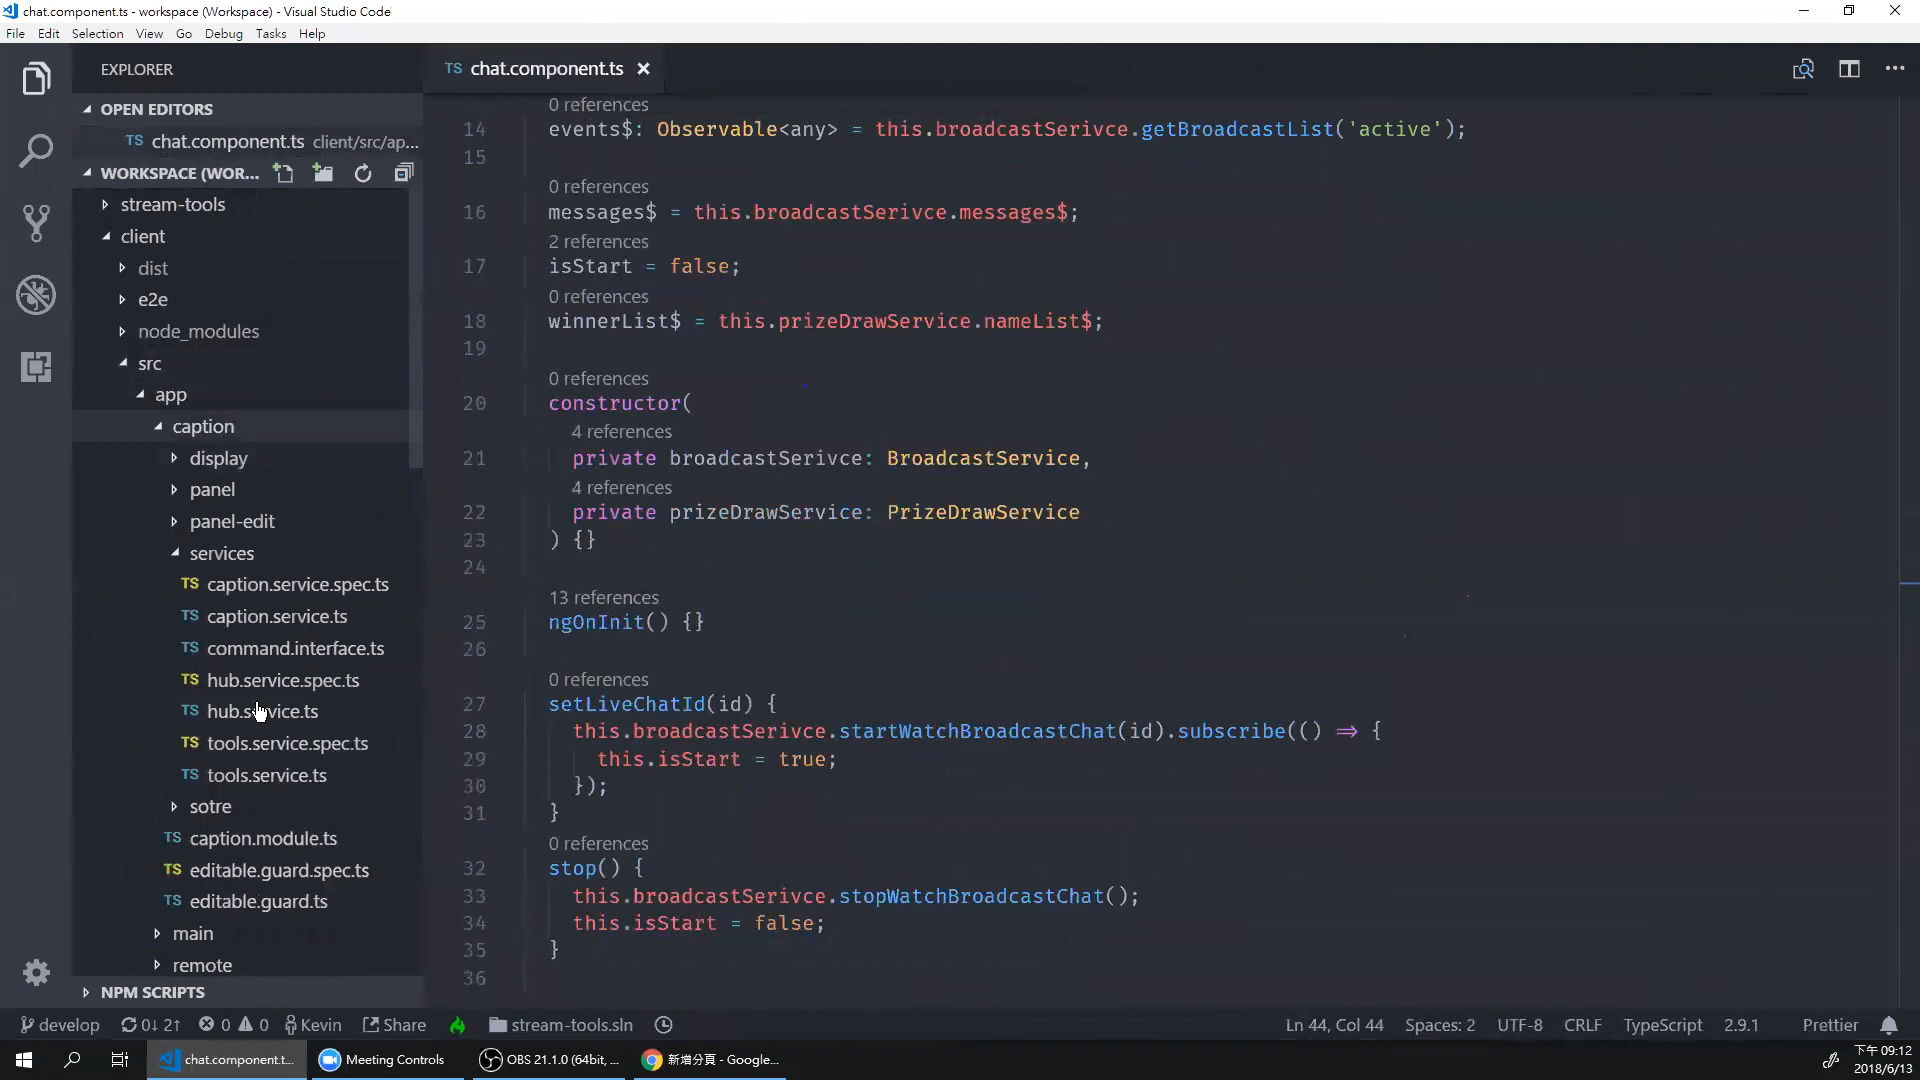 chat.component.ts - workspace (Workspace) - Visual Studio Code
File Edit Selection View Go Debug Tasks Help
EXPLORER
TS chat.component.ts
OPEN EDITORS
TS chat.component.ts client/src/ap...
WORKSPACE (WOR...
stream-tools
client
dist
e2e
node_modules
src
app
caption
display
panel
panel-edit
services
TS caption.service.spec.ts
TS caption.service.ts
TS command.interface.ts
TS hub.service.spec.ts
TS hub.service.ts
TS tools.service.spec.ts
TS tools.service.ts
sotre
TS caption.module.ts
TS editable.guard.spec.ts
TS editable.guard.ts
main
remote
NPM SCRIPTS
0 references
14 events$: Observable<any> = this.broadcastSerivce.getBroadcastList('active');
15
0 references
16 messages$ = this.broadcastSerivce.messages$;
2 references
17 isStart = false;
0 references
18 winnerList$ = this.prizeDrawService.nameList$;
19
0 references
20 constructor(
4 references
21 private broadcastSerivce: BroadcastService,
4 references
22 private prizeDrawService: PrizeDrawService
23 ) {}
24
13 references
25 ngOnInit() {}
26
0 references
27 setLiveChatId(id) {
28 this.broadcastSerivce.startWatchBroadcastChat(id).subscribe(() => {
29 this.isStart = true;
30 });
31 }
0 references
32 stop() {
33 this.broadcastSerivce.stopWatchBroadcastChat();
34 this.isStart = false;
35 }
36
develop 0↓ 2↑ 0 0 Kevin Share stream-tools.sln Ln 44, Col 44 Spaces: 2 UTF-8 CRLF TypeScript 2.9.1 Prettier
chat.component.t... Meeting Controls OBS 21.1.0 (64bit, ... 新增分頁 - Google...
下午 09:12
2018/6/13